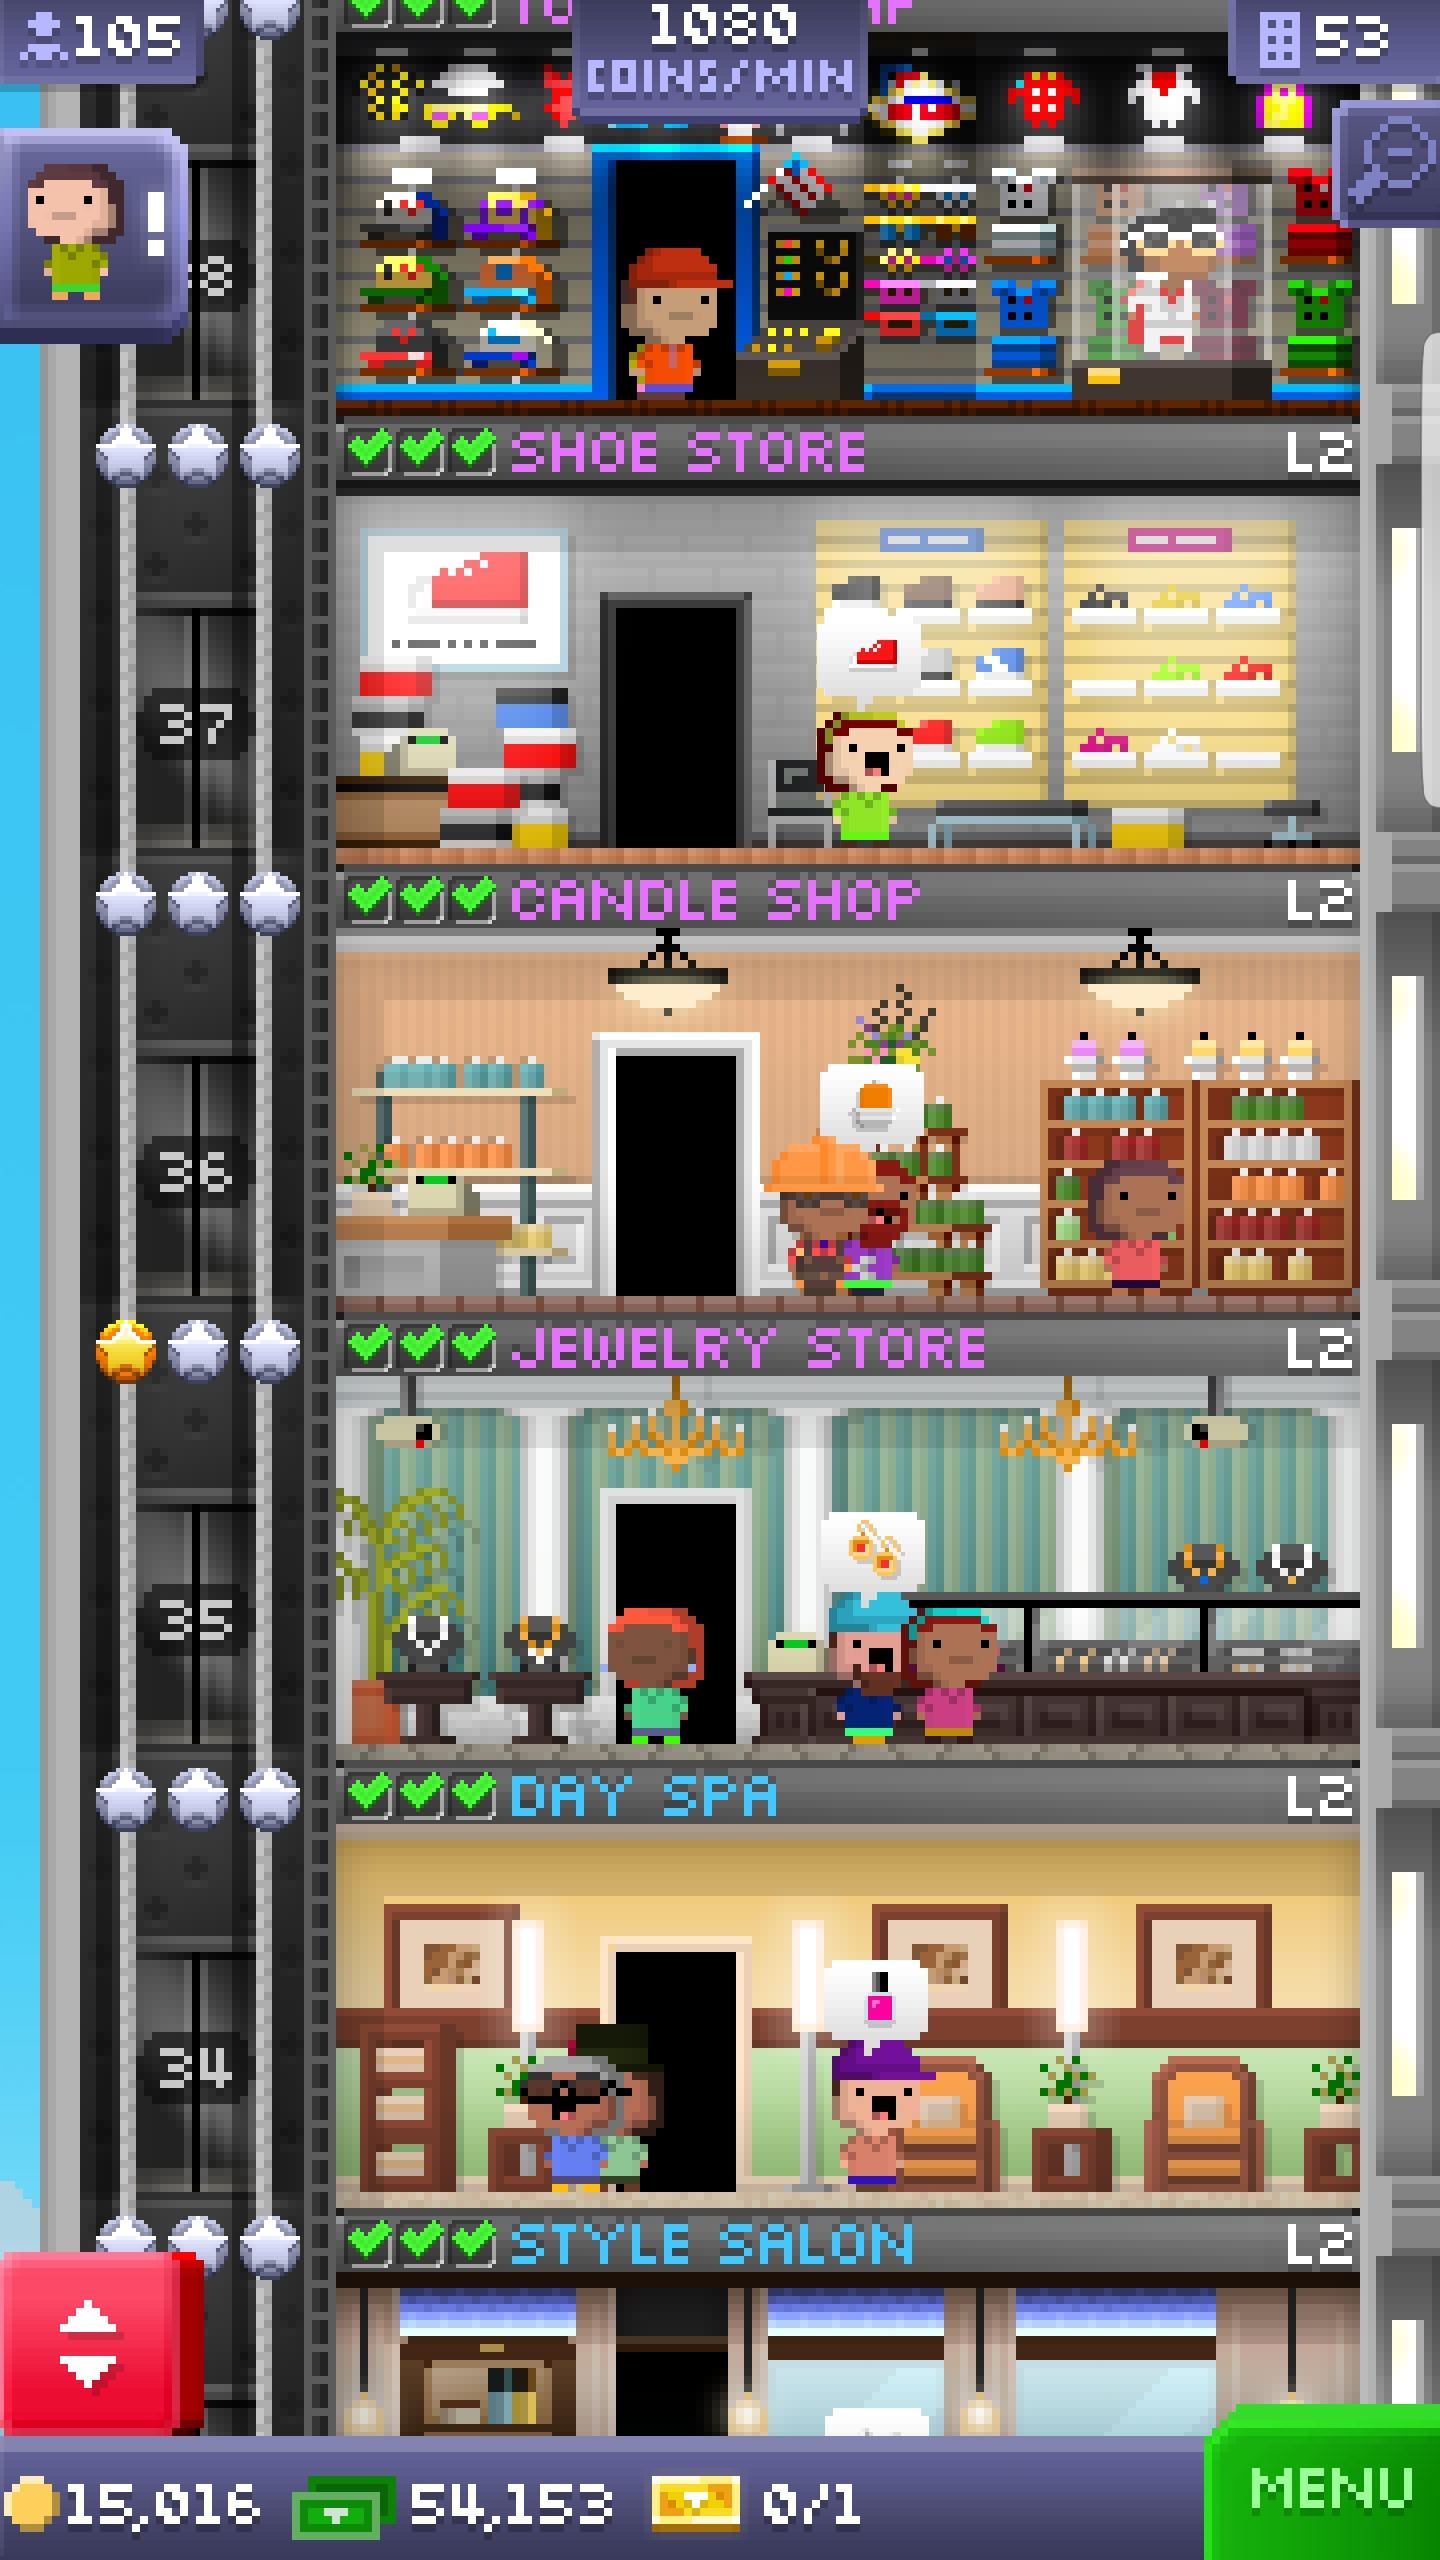 105
1080
COINS/MIN
53
!
8
SHOE STORE L2
37
CANDLE SHOP L2
36
JEWELRY STORE L2
35
DAY SPA L2
34
STYLE SALON L2
15,016 54,153 0/1 MENU